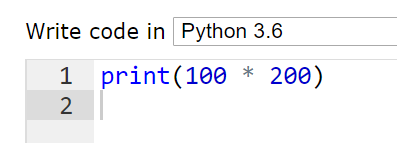 Write code in Python 3.6
1 print(100 * 200)
2